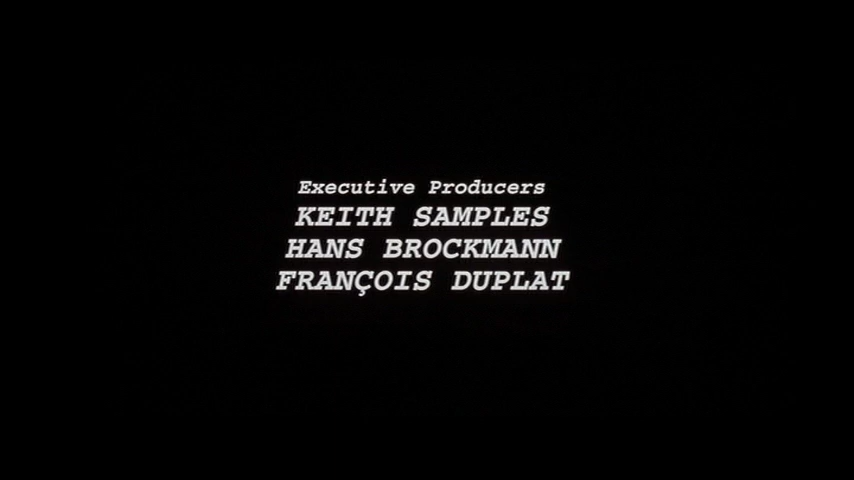 Executive Producers
KEITH SAMPLES
HANS BROCKMANN
FRANÇOIS DUPLAT